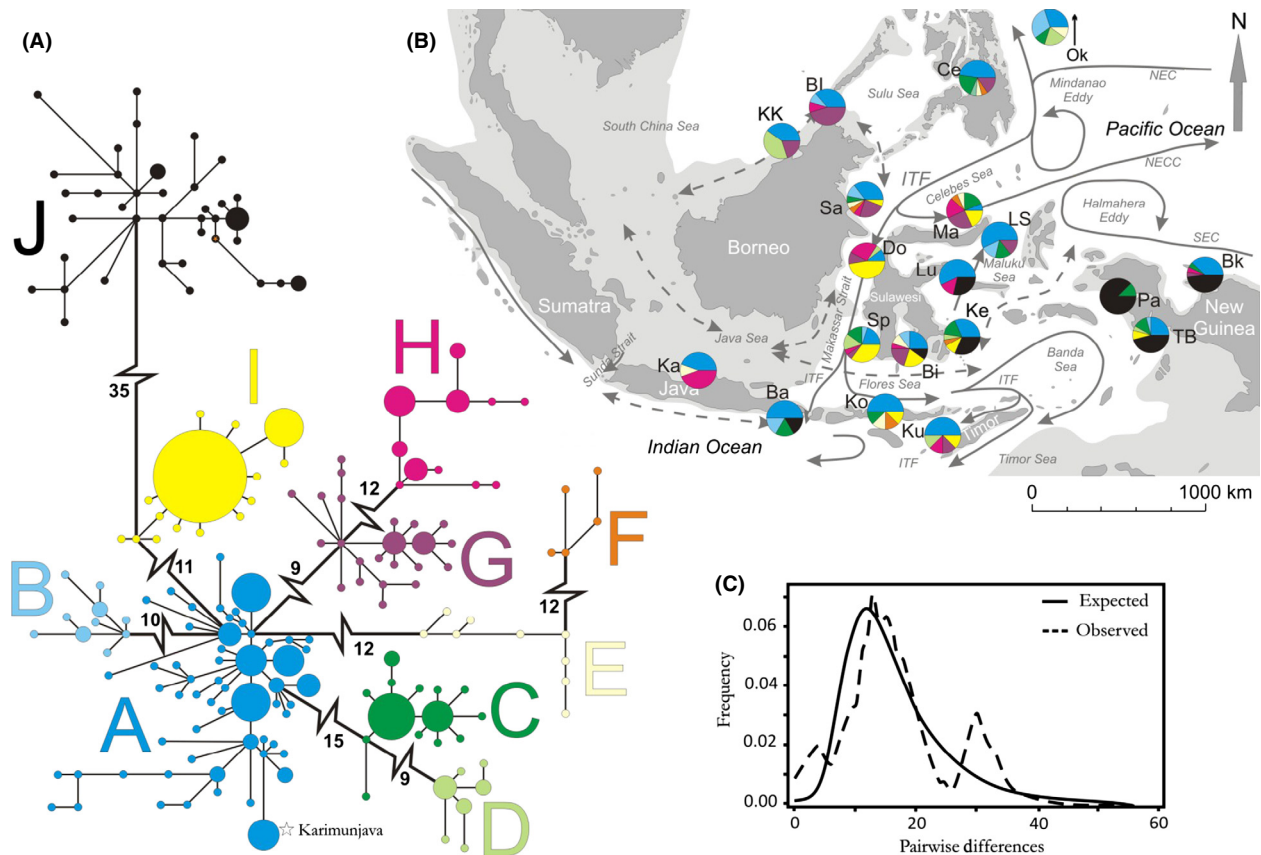 (A)
J
35
I
H
12
G
9
F
12
11
B
10
12
E
A
C
15
9
D
☆ Karimunjava
(B)
N
Ok
Ce
Mindanao
Eddy
NEC
Sulu Sea
BI
KK
South China Sea
Pacific Ocean
NECC
ITF
Celebes Sea
Sa
Ma
LS
Halmahera
Eddy
SEC
Borneo
Do
Maluku
Sea
Bk
Lu
Pa
New
Guinea
Sumatra
Makassar Strait
Sulawesi
Ke
TB
Java Sea
Sp
Bi
Banda
Sea
Sunda Strait
Ka
Java
ITF
Flores Sea
ITF
Ba
Ko
Ku
Timor
Indian Ocean
ITF
Timor Sea
0 1000 km
(C)
Expected
Observed
Frequency
0.06
0.04
0.02
0.00
0 20 40 60
Pairwise differences